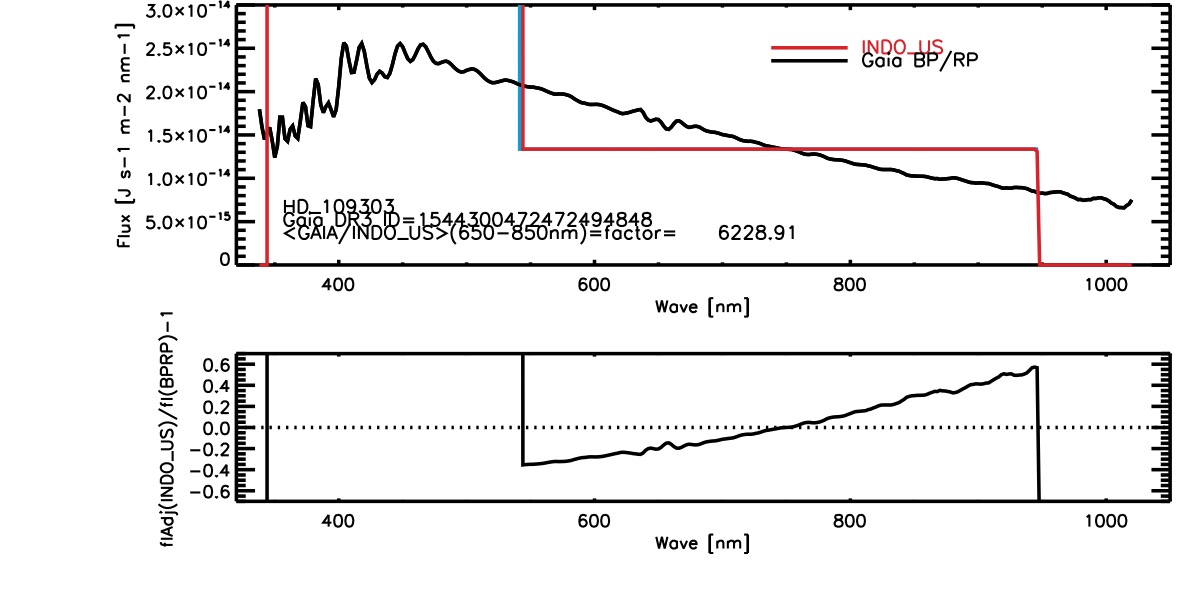 3.0×10⁻¹⁴
2.5×10⁻¹⁴
2.0×10⁻¹⁴
1.5×10⁻¹⁴
1.0×10⁻¹⁴
5.0×10⁻¹⁵
0
Flux [J s−1 m−2 nm−1]
INDO_US
Gaia BP/RP
HD_109303
Gaia DR3 ID=1544300472472494848
<GAIA/INDO_US>(650−850nm)=factor= 6228.91
400 600 800 1000
Wave [nm]
flAdj(INDO_US)/fl(BPRP)−1
0.6
0.4
0.2
0.0
−0.2
−0.4
−0.6
400 600 800 1000
Wave [nm]